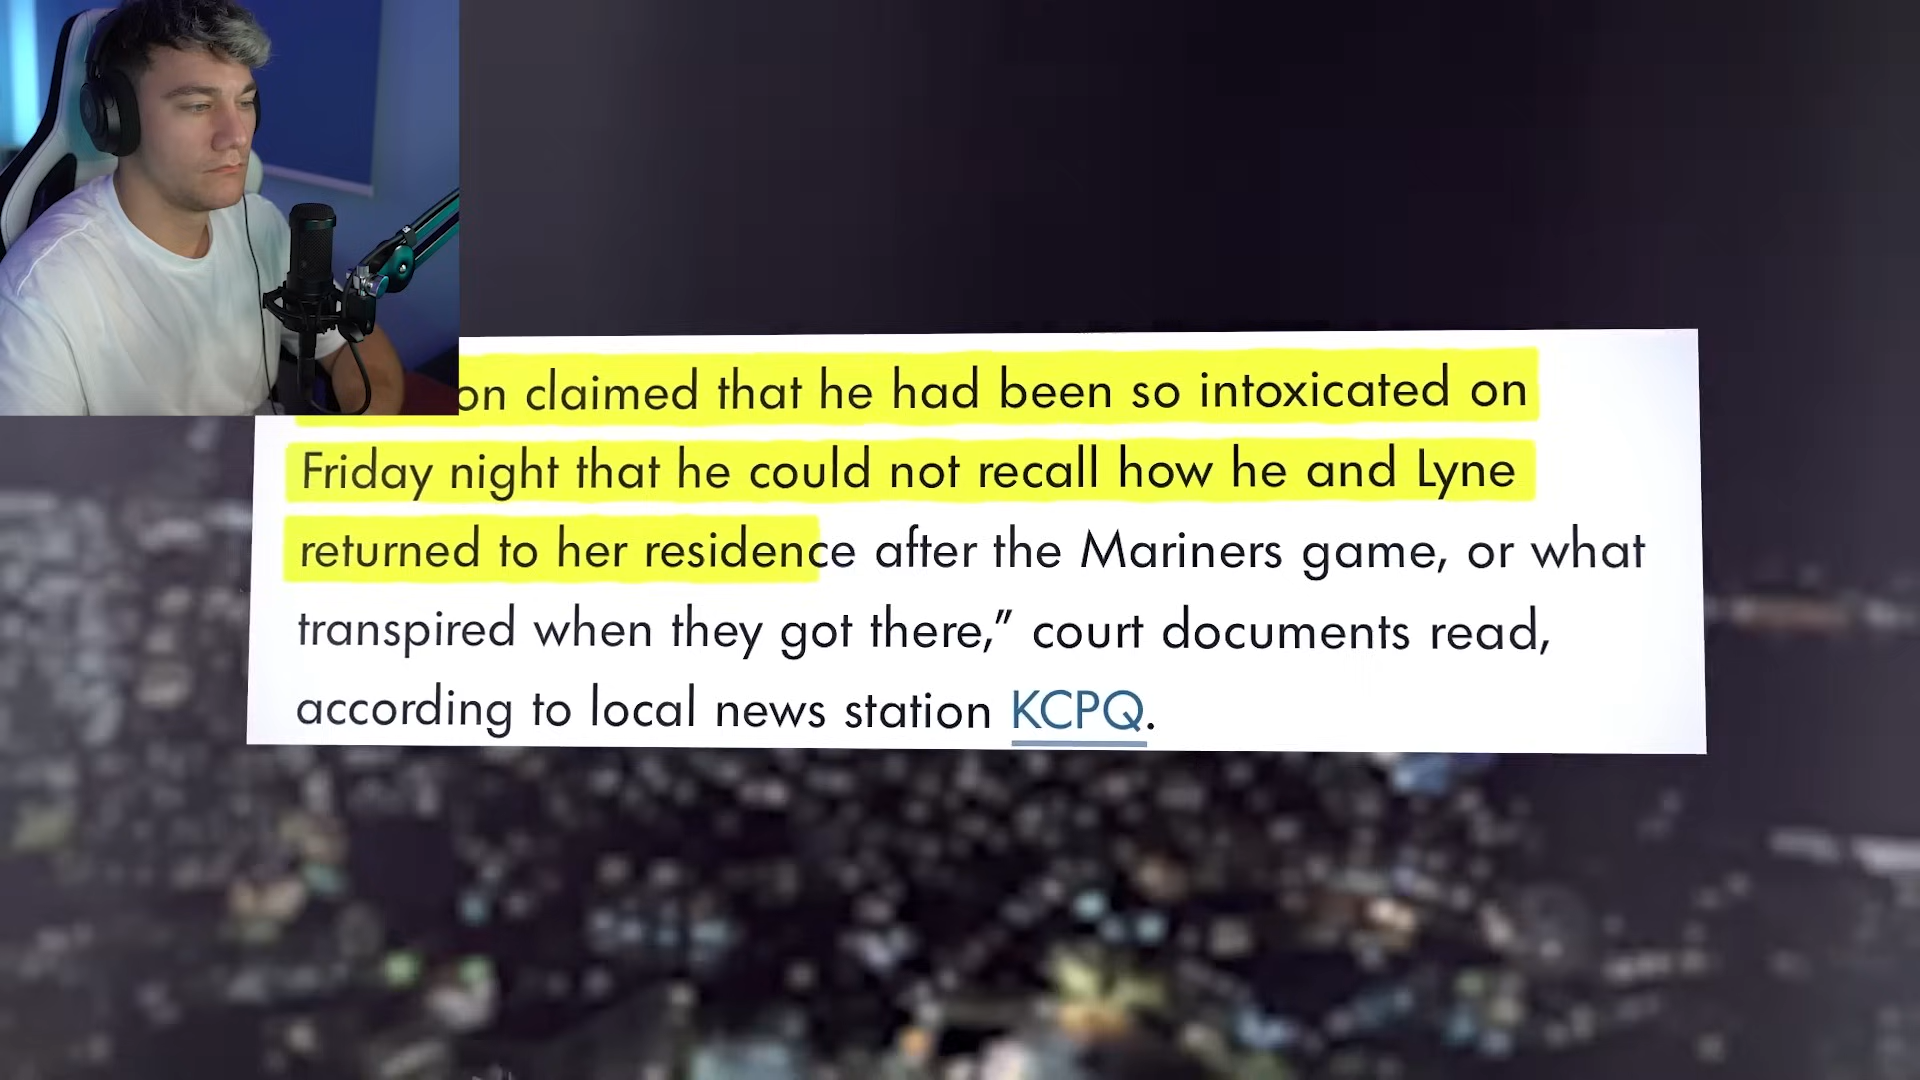 on claimed that he had been so intoxicated on
Friday night that he could not recall how he and Lyne
returned to her residence after the Mariners game, or what
transpired when they got there,” court documents read,
according to local news station KCPQ.